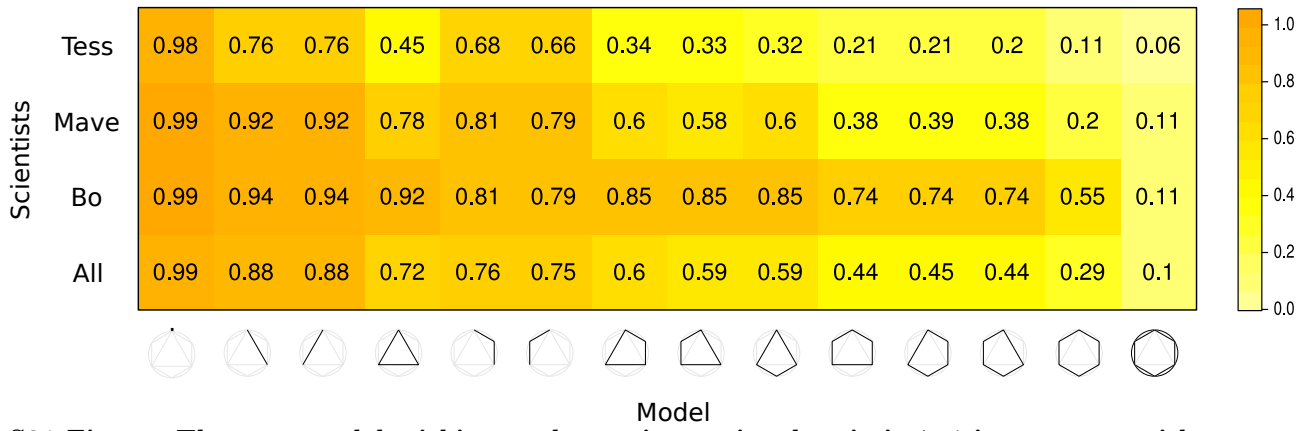 Tess 0.98 0.76 0.76 0.45 0.68 0.66 0.34 0.33 0.32 0.21 0.21 0.2 0.11 0.06
Mave 0.99 0.92 0.92 0.78 0.81 0.79 0.6 0.58 0.6 0.38 0.39 0.38 0.2 0.11
Bo 0.99 0.94 0.94 0.92 0.81 0.79 0.85 0.85 0.85 0.74 0.74 0.74 0.55 0.11
All 0.99 0.88 0.88 0.72 0.76 0.75 0.6 0.59 0.59 0.44 0.45 0.44 0.29 0.1
Scientists
Model
1.0
0.8
0.6
0.4
0.2
0.0